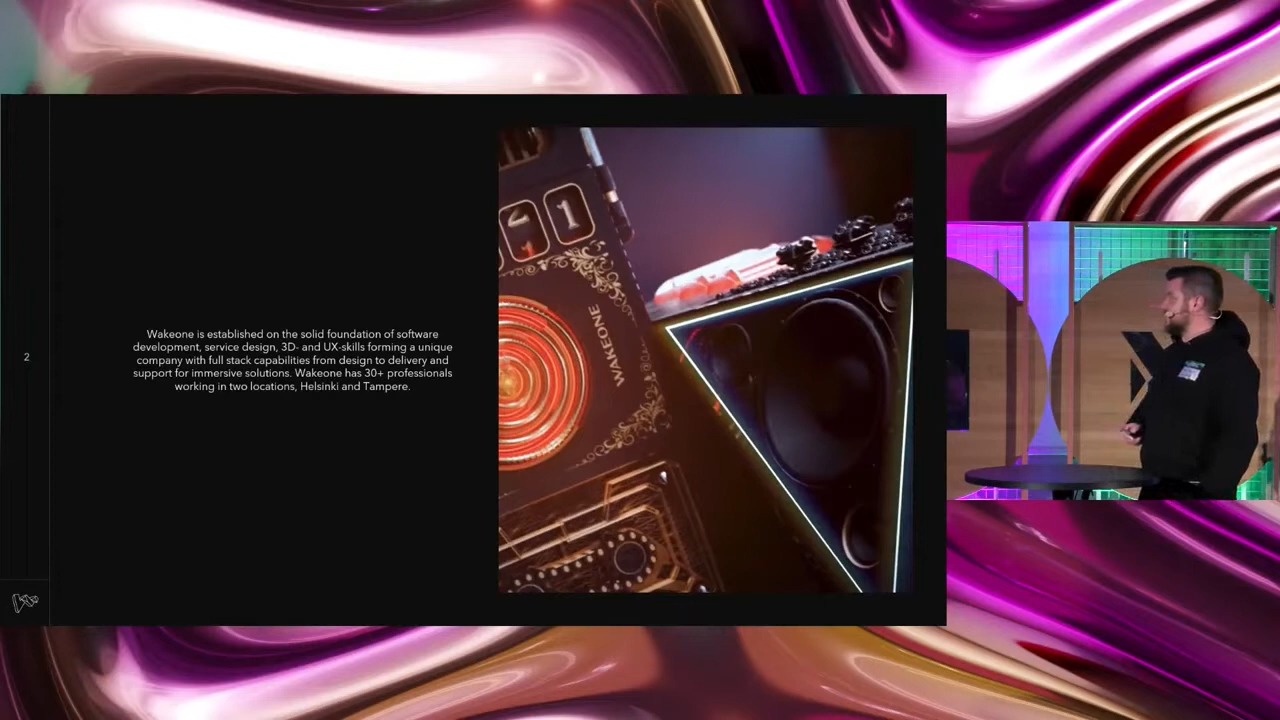 Wakeone is established on the solid foundation of software
development, service design, 3D- and UX-skills forming a unique
company with full stack capabilities from design to delivery and
support for immersive solutions. Wakeone has 30+ professionals
working in two locations, Helsinki and Tampere.
2
41
WAKEONE